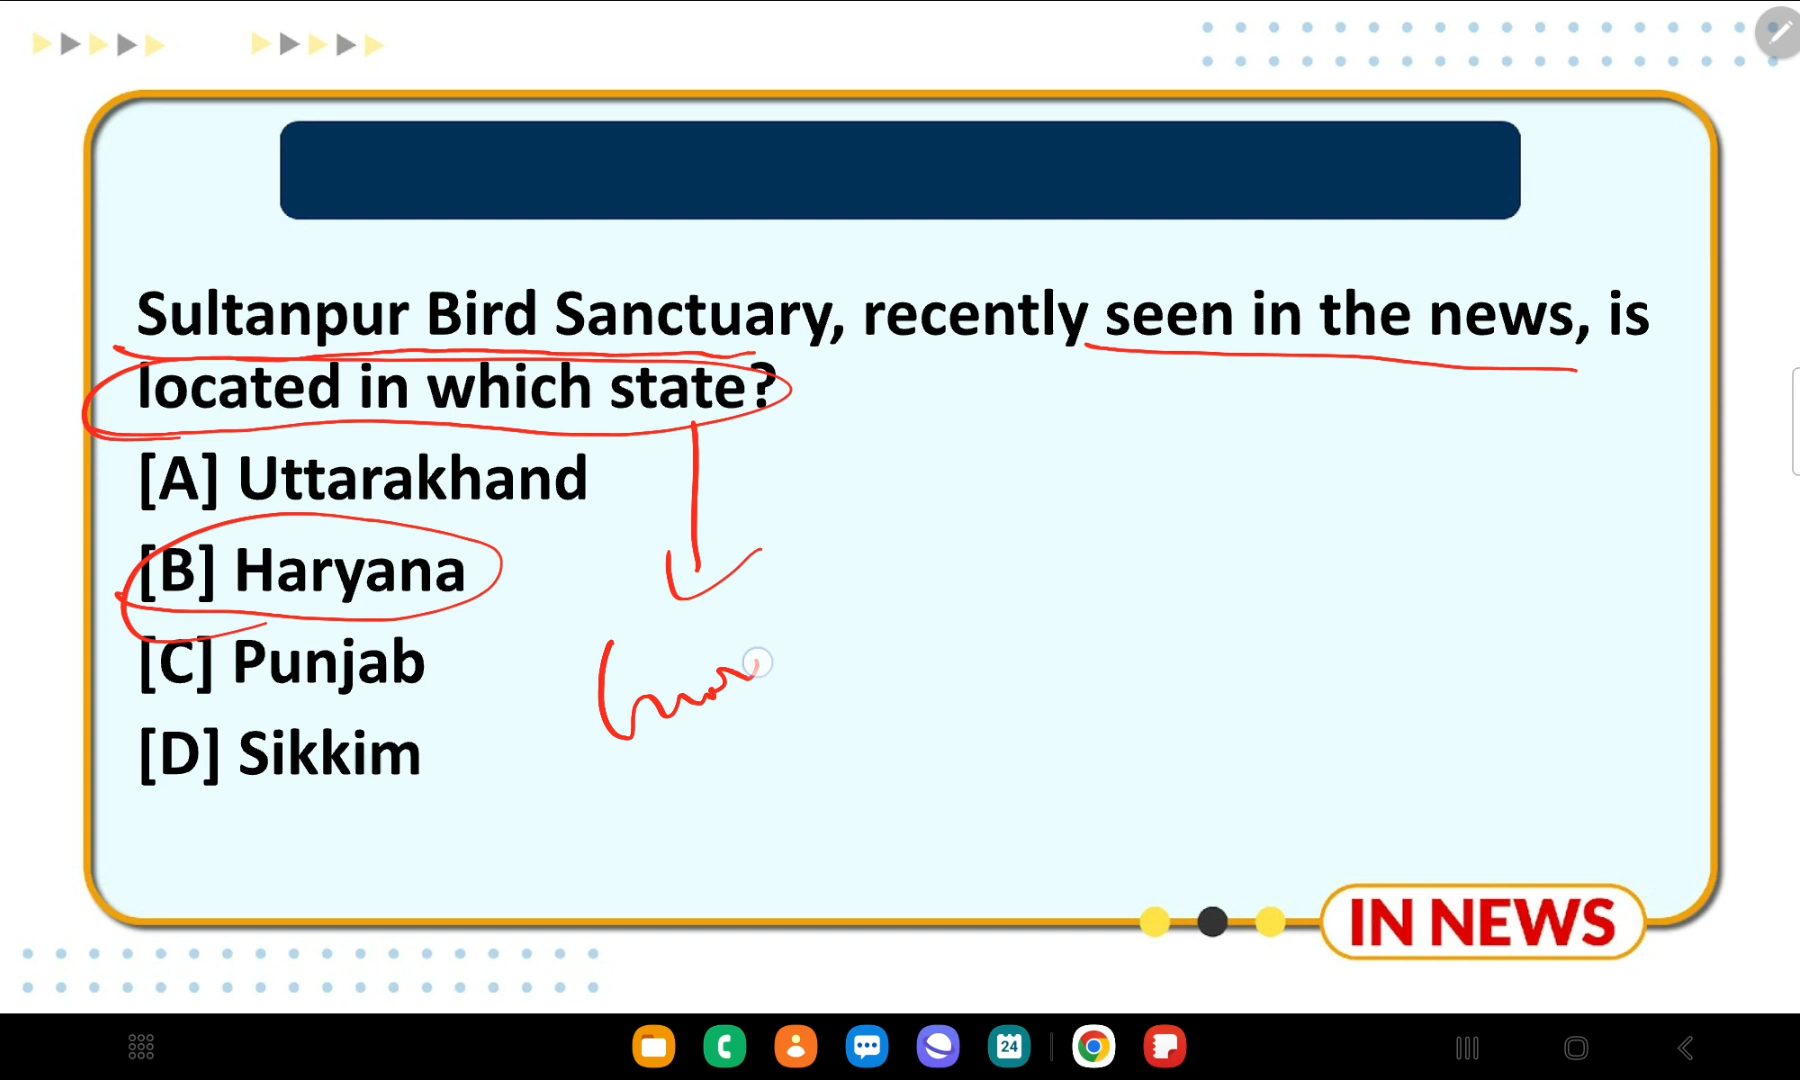 Sultanpur Bird Sanctuary, recently seen in the news, is
located in which state?
[A] Uttarakhand
[B] Haryana
[C] Punjab
[D] Sikkim
IN NEWS
24